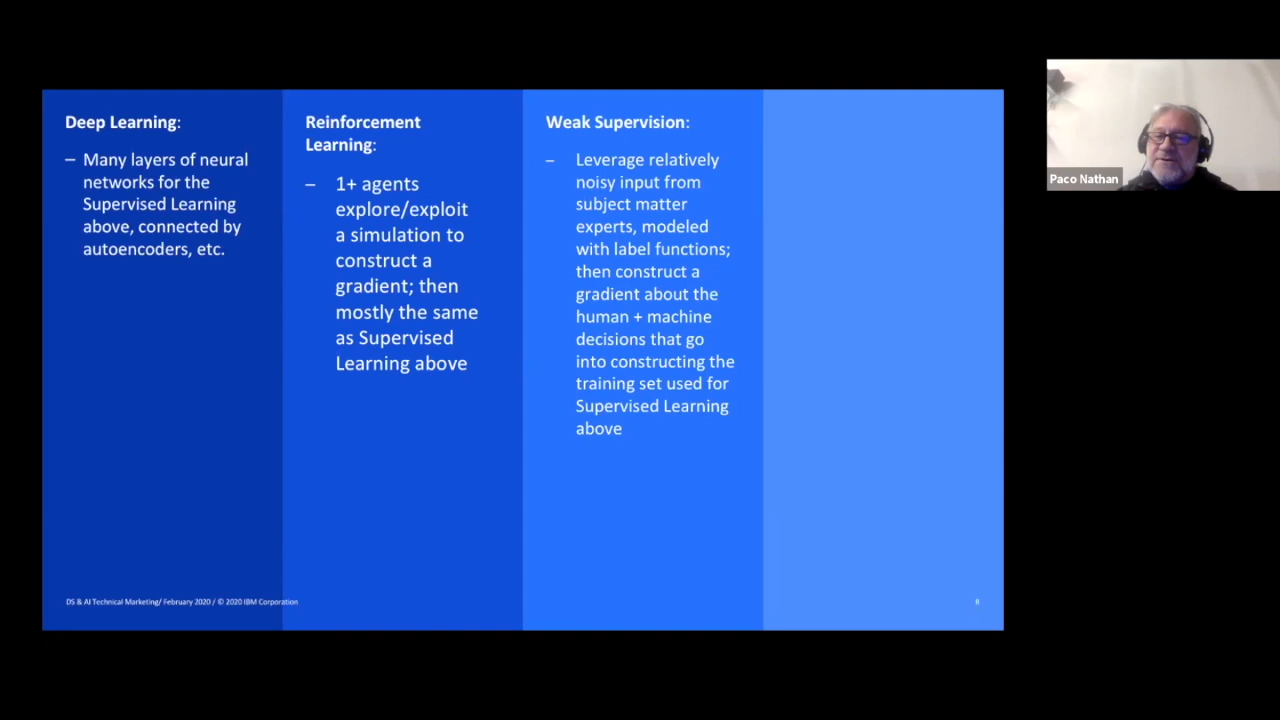 Deep Learning:
– Many layers of neural
networks for the
Supervised Learning
above, connected by
autoencoders, etc.
Reinforcement
Learning:
– 1+ agents
explore/exploit
a simulation to
construct a
gradient; then
mostly the same
as Supervised
Learning above
Weak Supervision:
– Leverage relatively
noisy input from
subject matter
experts, modeled
with label functions;
then construct a
gradient about the
human + machine
decisions that go
into constructing the
training set used for
Supervised Learning
above
DS & AI Technical Marketing/ February 2020 / © 2020 IBM Corporation
8
Paco Nathan